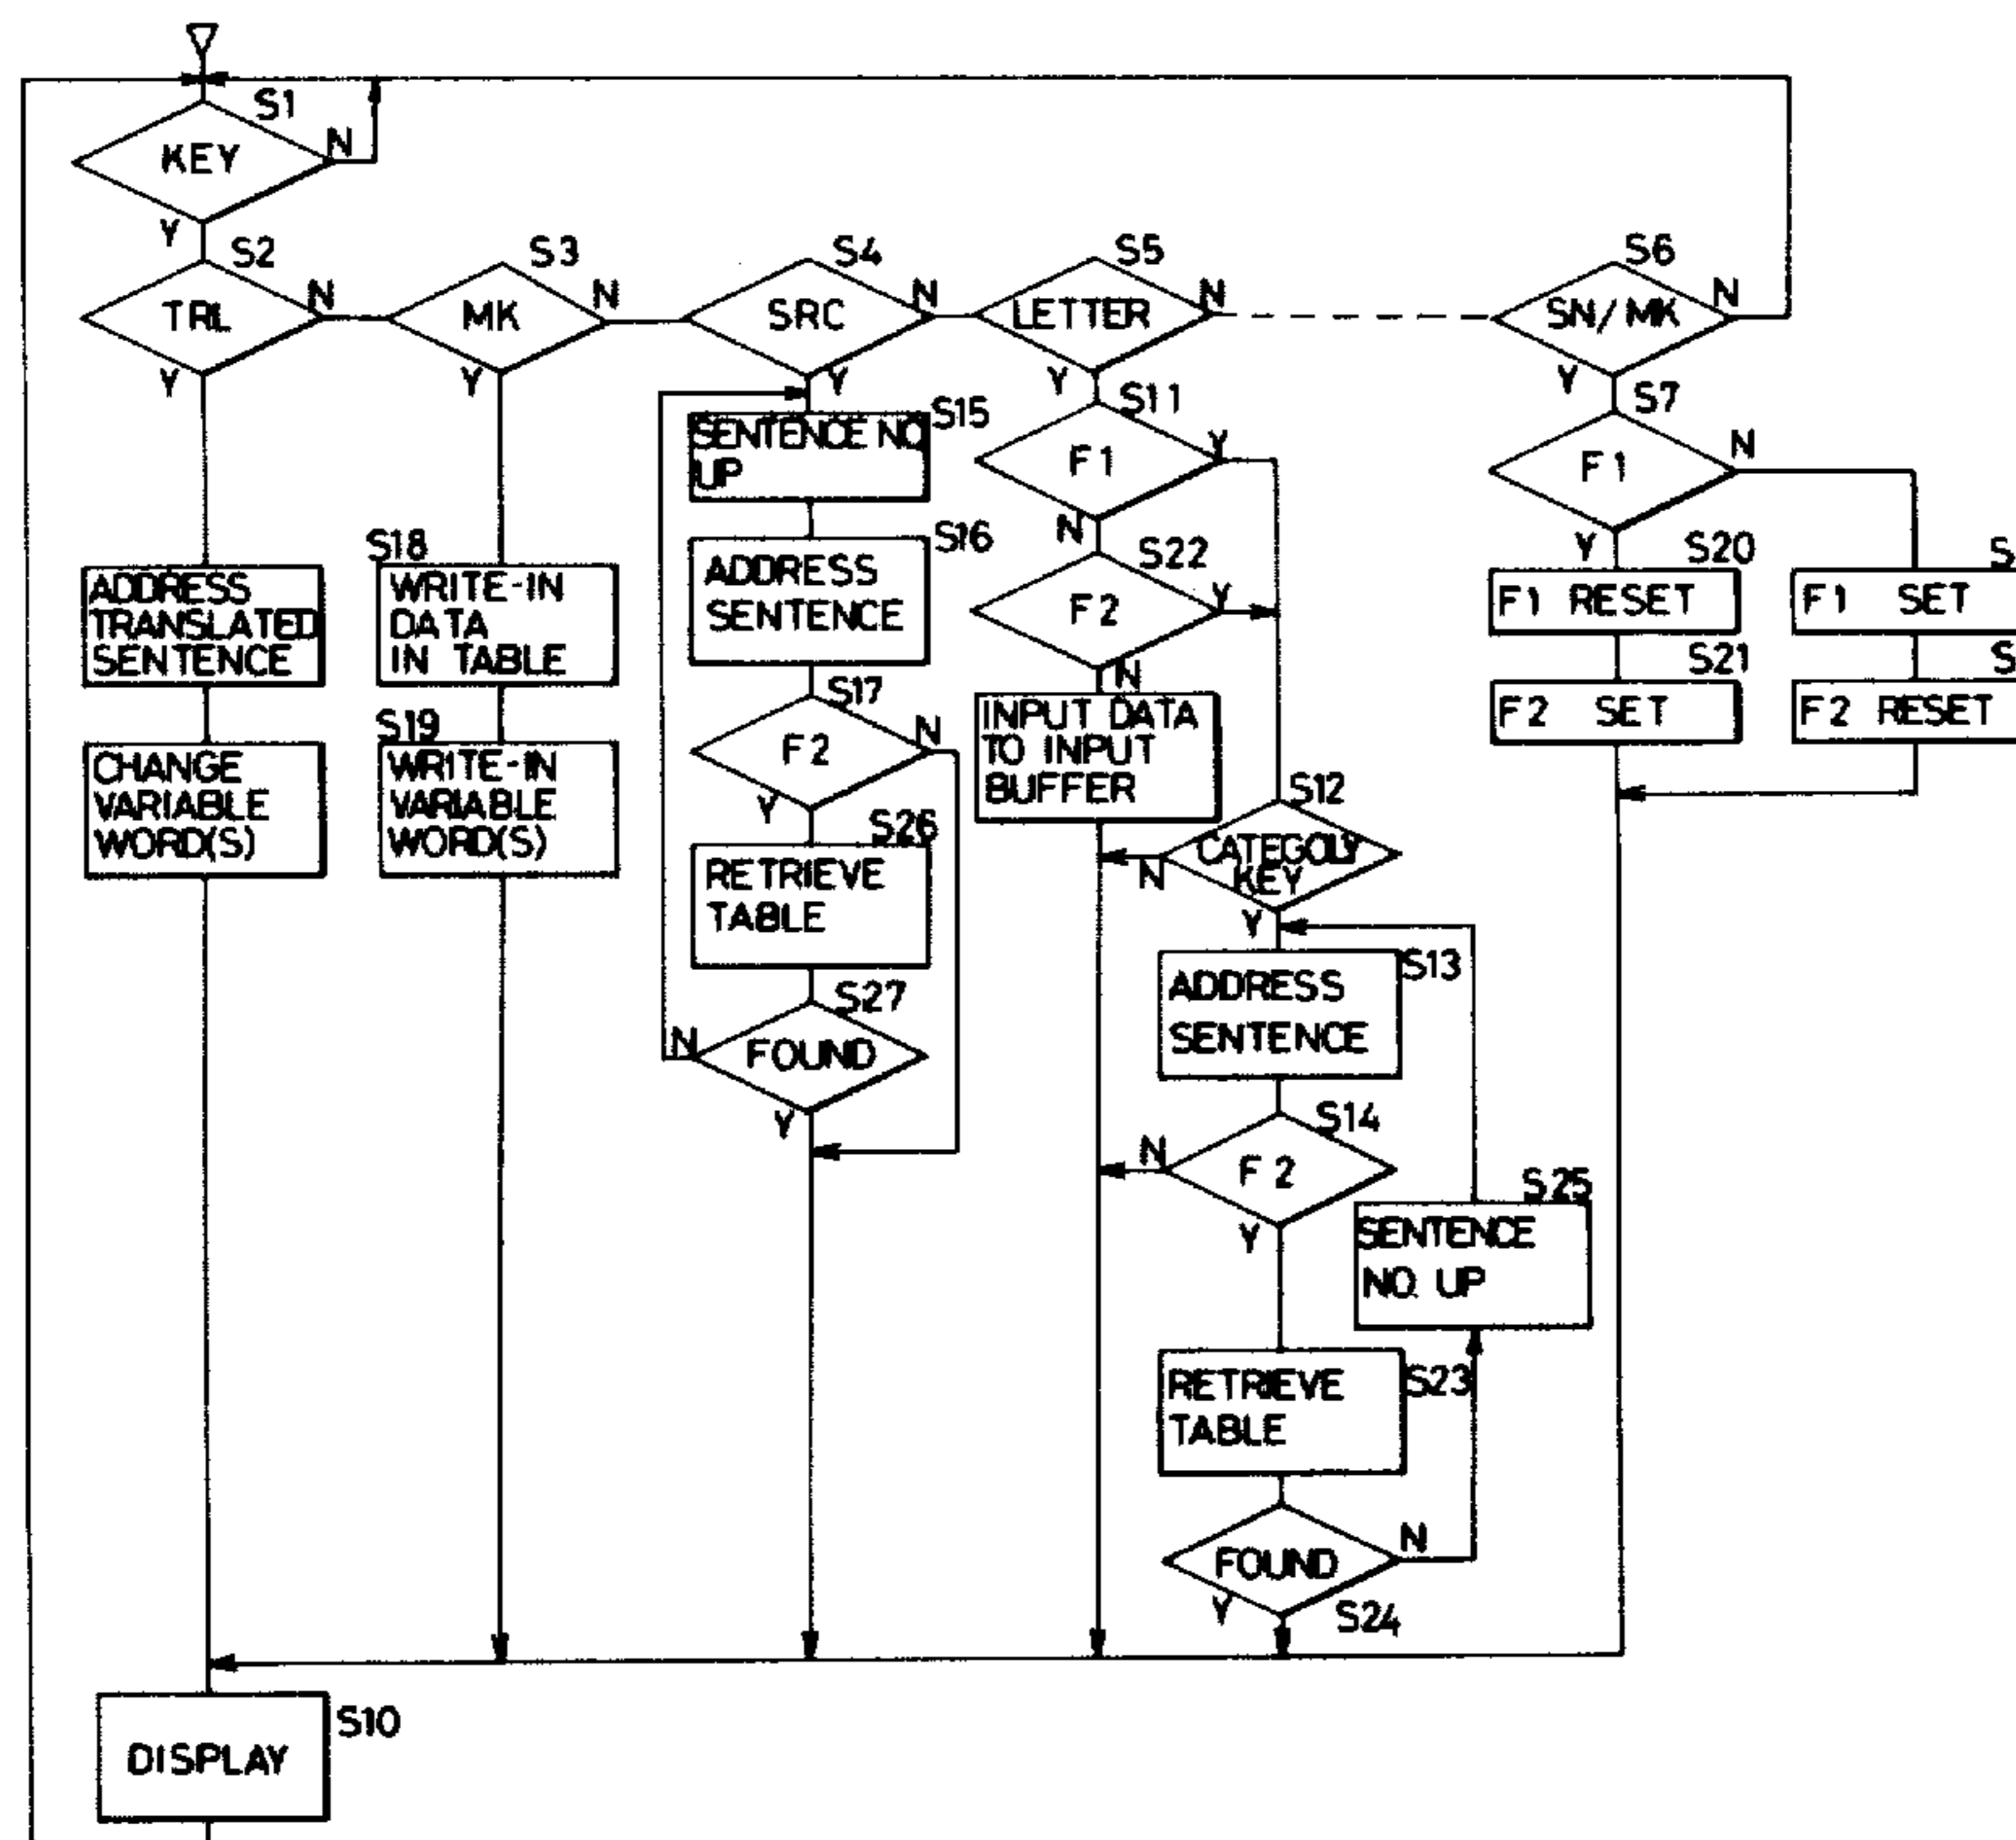 S1
KEY
N
Y
S2
TRL
N
Y
S3
MK
N
Y
S4
SRC
N
Y
S5
LETTER
N
Y
S6
SN/MK
N
Y
ADDRESS
TRANSLATED
SENTENCE
CHANGE
VARIABLE
WORD(S)
S18
WRITE-IN
DATA
IN TABLE
S19
WRITE-IN
VARIABLE
WORD(S)
S15
SENTENCE NO
UP
S16
ADDRESS
SENTENCE
S17
F2
N
Y
S26
RETRIEVE
TABLE
S27
FOUND
N
Y
S11
F1
Y
N
S22
F2
Y
N
INPUT DATA
TO INPUT
BUFFER
S12
CATEGOLY
KEY
N
Y
S13
ADDRESS
SENTENCE
S14
F2
N
Y
S25
SENTENCE
NO. UP
S23
RETRIEVE
TABLE
FOUND
N
Y
S24
S7
F1
N
Y
S20
F1 RESET
S21
F2 SET
S
F1 SET
S
F2 RESET
S10
DISPLAY